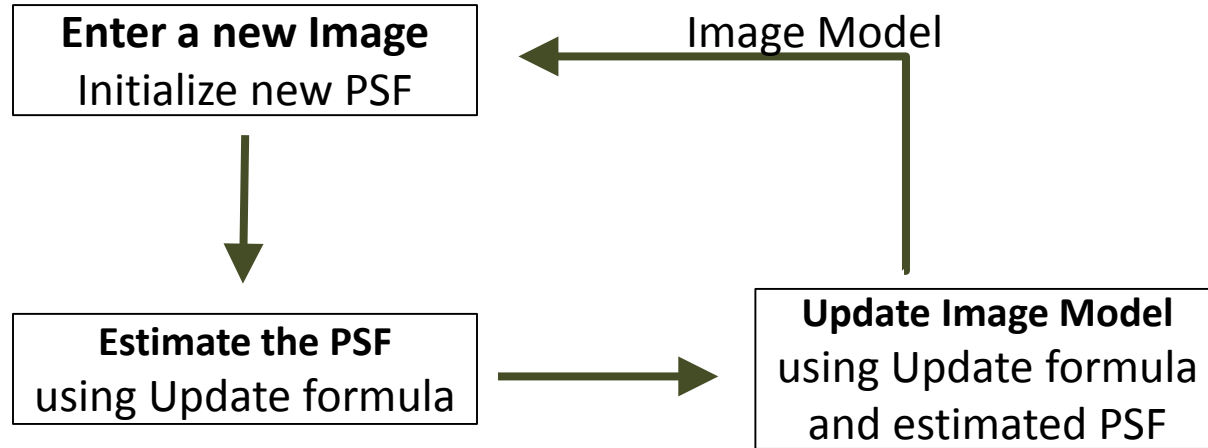 Enter a new Image
Initialize new PSF
Image Model
Estimate the PSF
using Update formula
Update Image Model
using Update formula
and estimated PSF